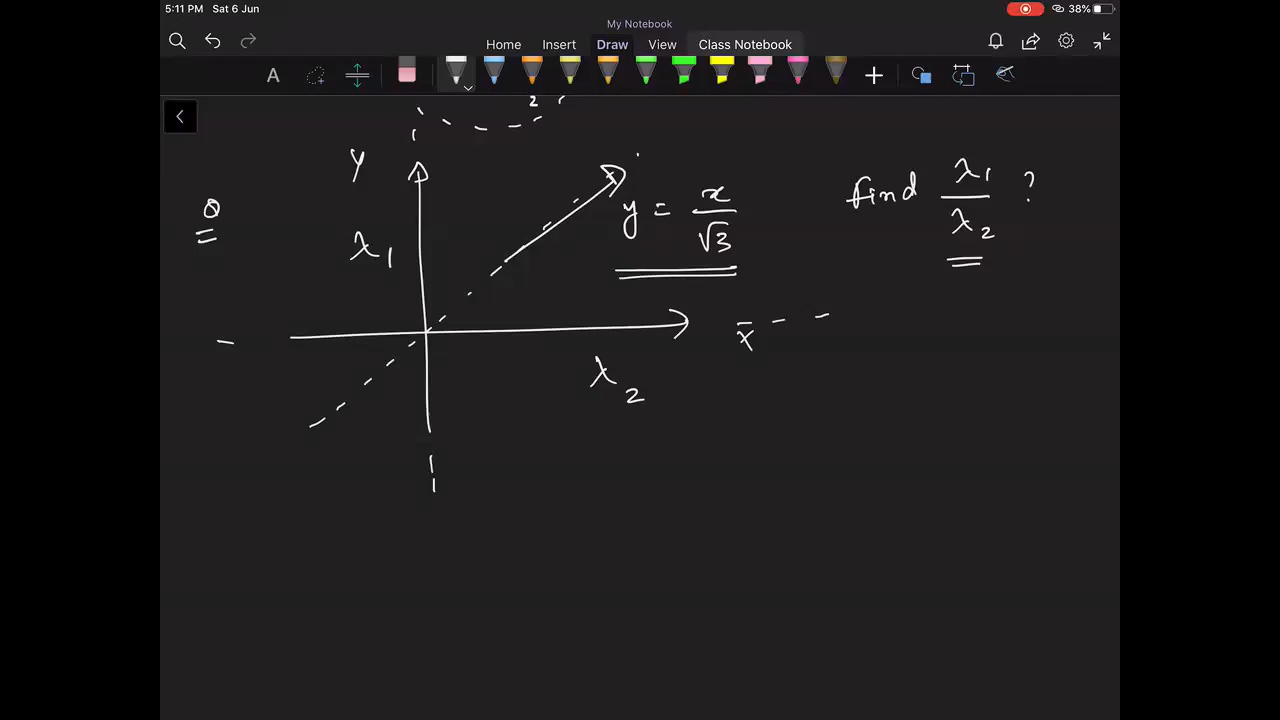 5:11 PM Sat 6 Jun
38%
My Notebook
Home Insert Draw View Class Notebook
A
2
y
Q
λ1
y = x/√3
find λ1/λ2 ?
x
λ2